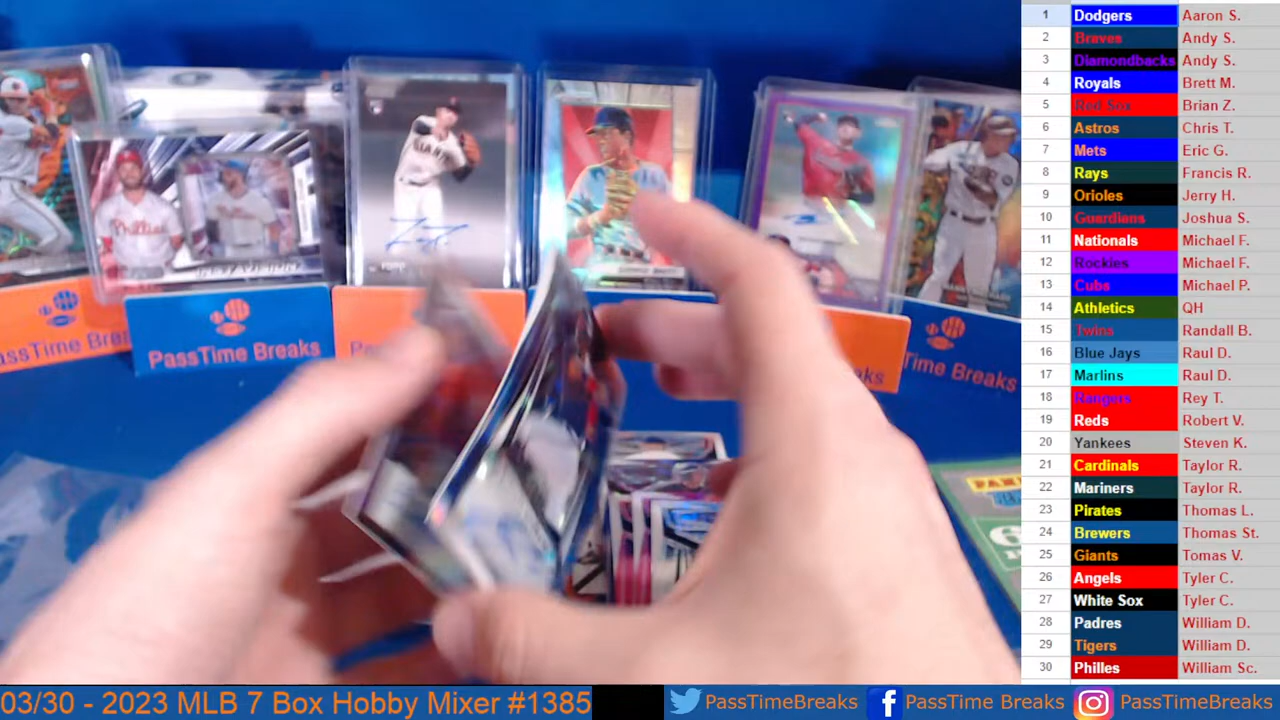 1 Dodgers Aaron S.
2 Braves Andy S.
3 Diamondbacks Andy S.
4 Royals Brett M.
5 Red Sox Brian Z.
6 Astros Chris T.
7 Mets Eric G.
8 Rays Francis R.
9 Orioles Jerry H.
10 Guardians Joshua S.
11 Nationals Michael F.
12 Rockies Michael F.
13 Cubs Michael P.
14 Athletics QH
15 Twins Randall B.
16 Blue Jays Raul D.
17 Marlins Raul D.
18 Rangers Rey T.
19 Reds Robert V.
20 Yankees Steven K.
21 Cardinals Taylor R.
22 Mariners Taylor R.
23 Pirates Thomas L.
24 Brewers Thomas St.
25 Giants Tomas V.
26 Angels Tyler C.
27 White Sox Tyler C.
28 Padres William D.
29 Tigers William D.
30 Philles William Sc.
Phillies
GIANTS
PassTime Breaks
PassTime Breaks
PassTime Breaks
PANINI
03/30 - 2023 MLB 7 Box Hobby Mixer #1385
PassTimeBreaks
PassTime Breaks
PassTimeBreaks